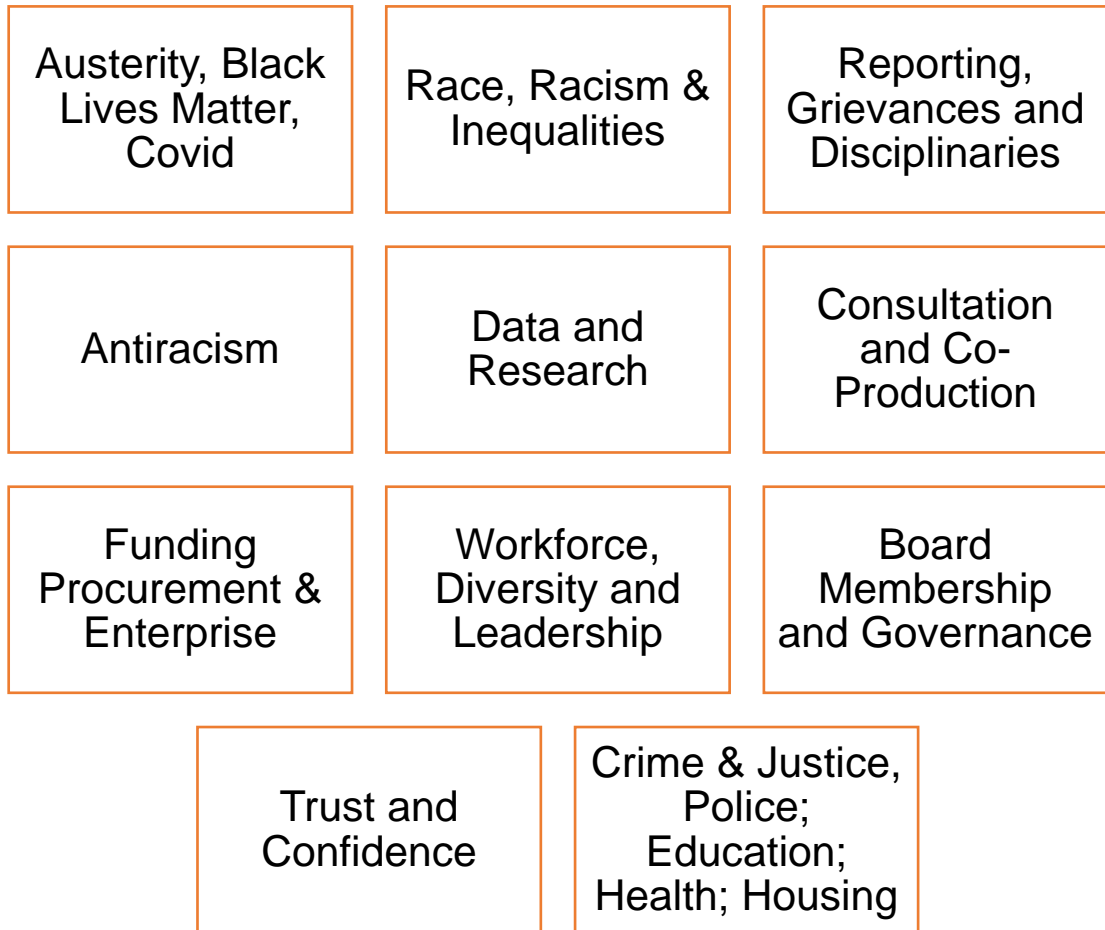 Austerity, Black
Lives Matter,
Covid
Race, Racism &
Inequalities
Reporting,
Grievances and
Disciplinaries
Antiracism
Data and
Research
Consultation
and Co-
Production
Funding
Procurement &
Enterprise
Workforce,
Diversity and
Leadership
Board
Membership
and Governance
Trust and
Confidence
Crime & Justice,
Police;
Education;
Health; Housing